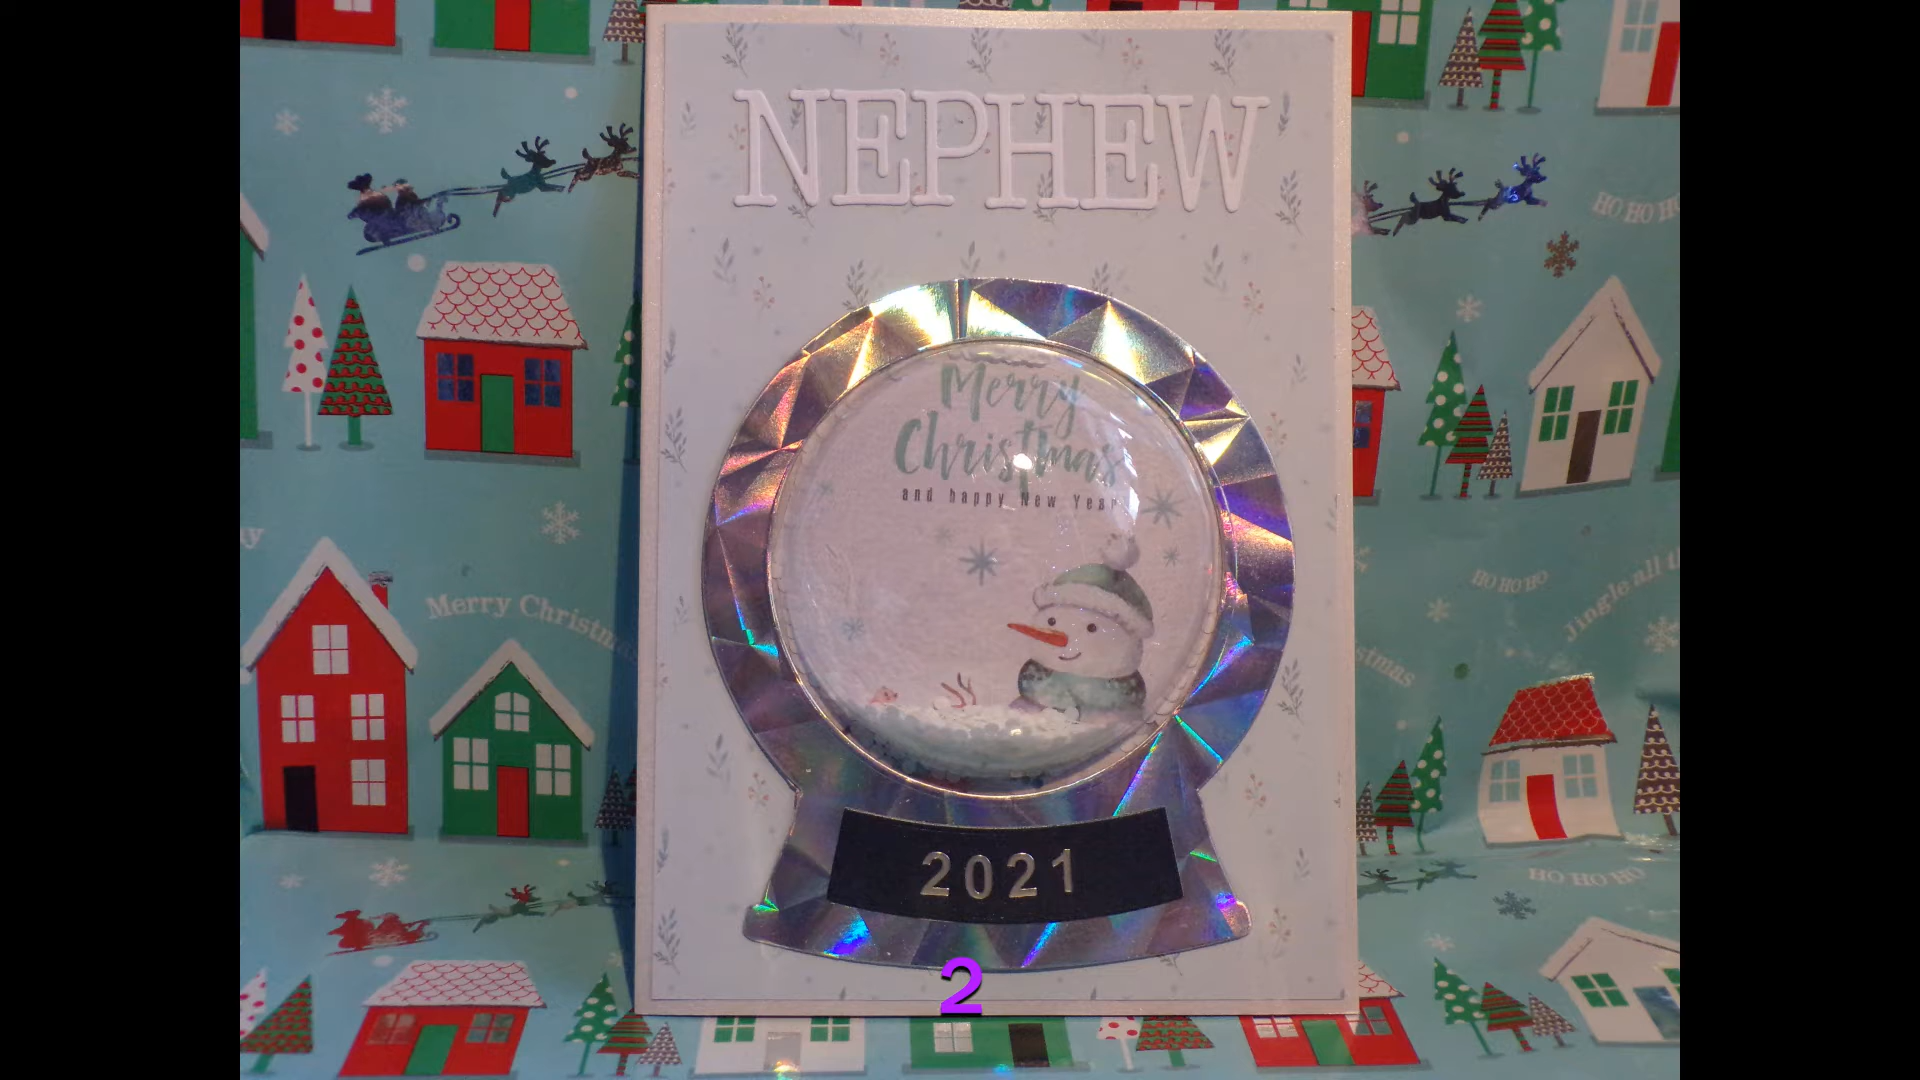 NEPHEW
Merry
Christmas
and happy New Year
2021
2
HO HO HO
HO HO HO
Jingle all t
Merry Christmas
stmas
y
HO HO HO